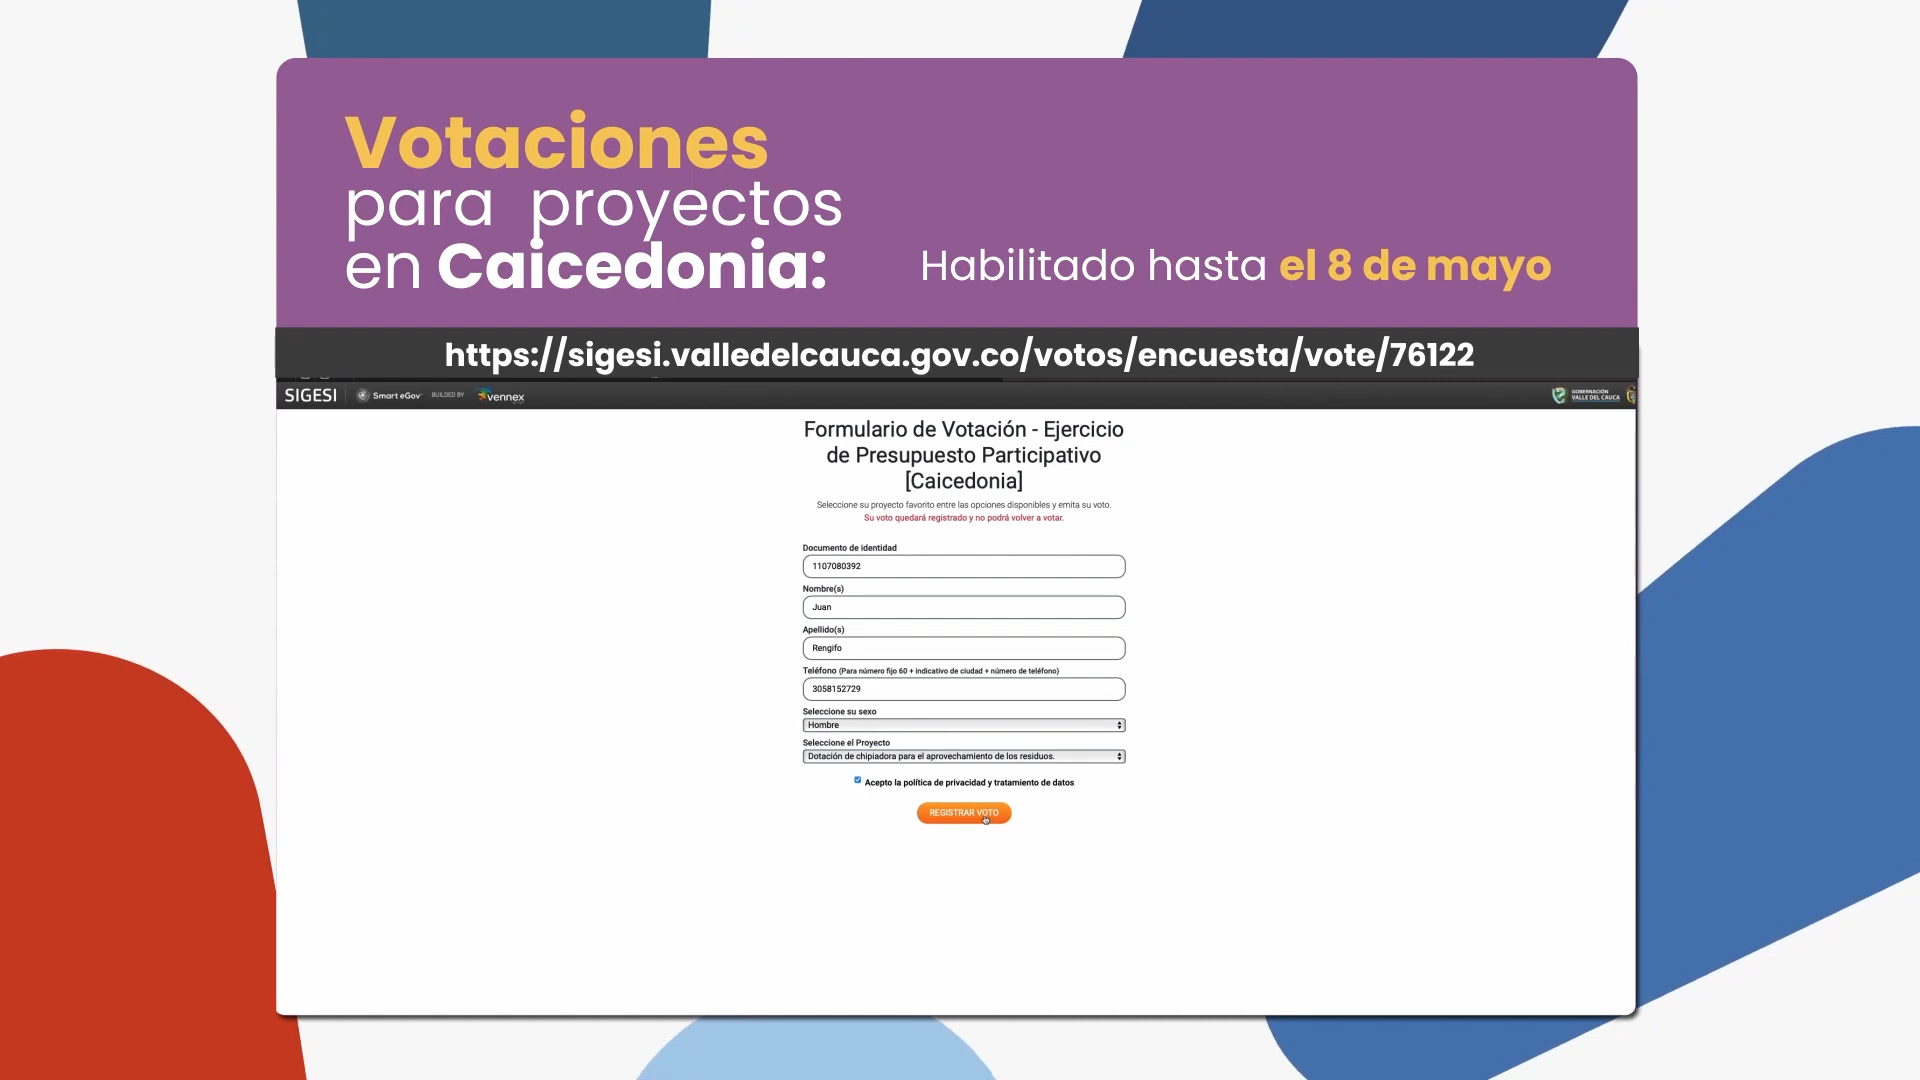 Votaciones
para proyectos
en Caicedonia:
Habilitado hasta el 8 de mayo
https://sigesi.valledelcauca.gov.co/votos/encuesta/vote/76122
SIGESI
Smart eGov
BUILDED BY
vennex
GOBERNACIÓN
VALLE DEL CAUCA
Formulario de Votación - Ejercicio
de Presupuesto Participativo
[Caicedonia]
Seleccione su proyecto favorito entre las opciones disponibles y emita su voto.
Su voto quedará registrado y no podrá volver a votar.
Documento de identidad
1107080392
Nombre(s)
Juan
Apellido(s)
Rengifo
Teléfono (Para número fijo 60 + indicativo de ciudad + número de teléfono)
3058152729
Seleccione su sexo
Hombre
Seleccione el Proyecto
Dotación de chipiadora para el aprovechamiento de los residuos.
Acepto la política de privacidad y tratamiento de datos
REGISTRAR VOTO